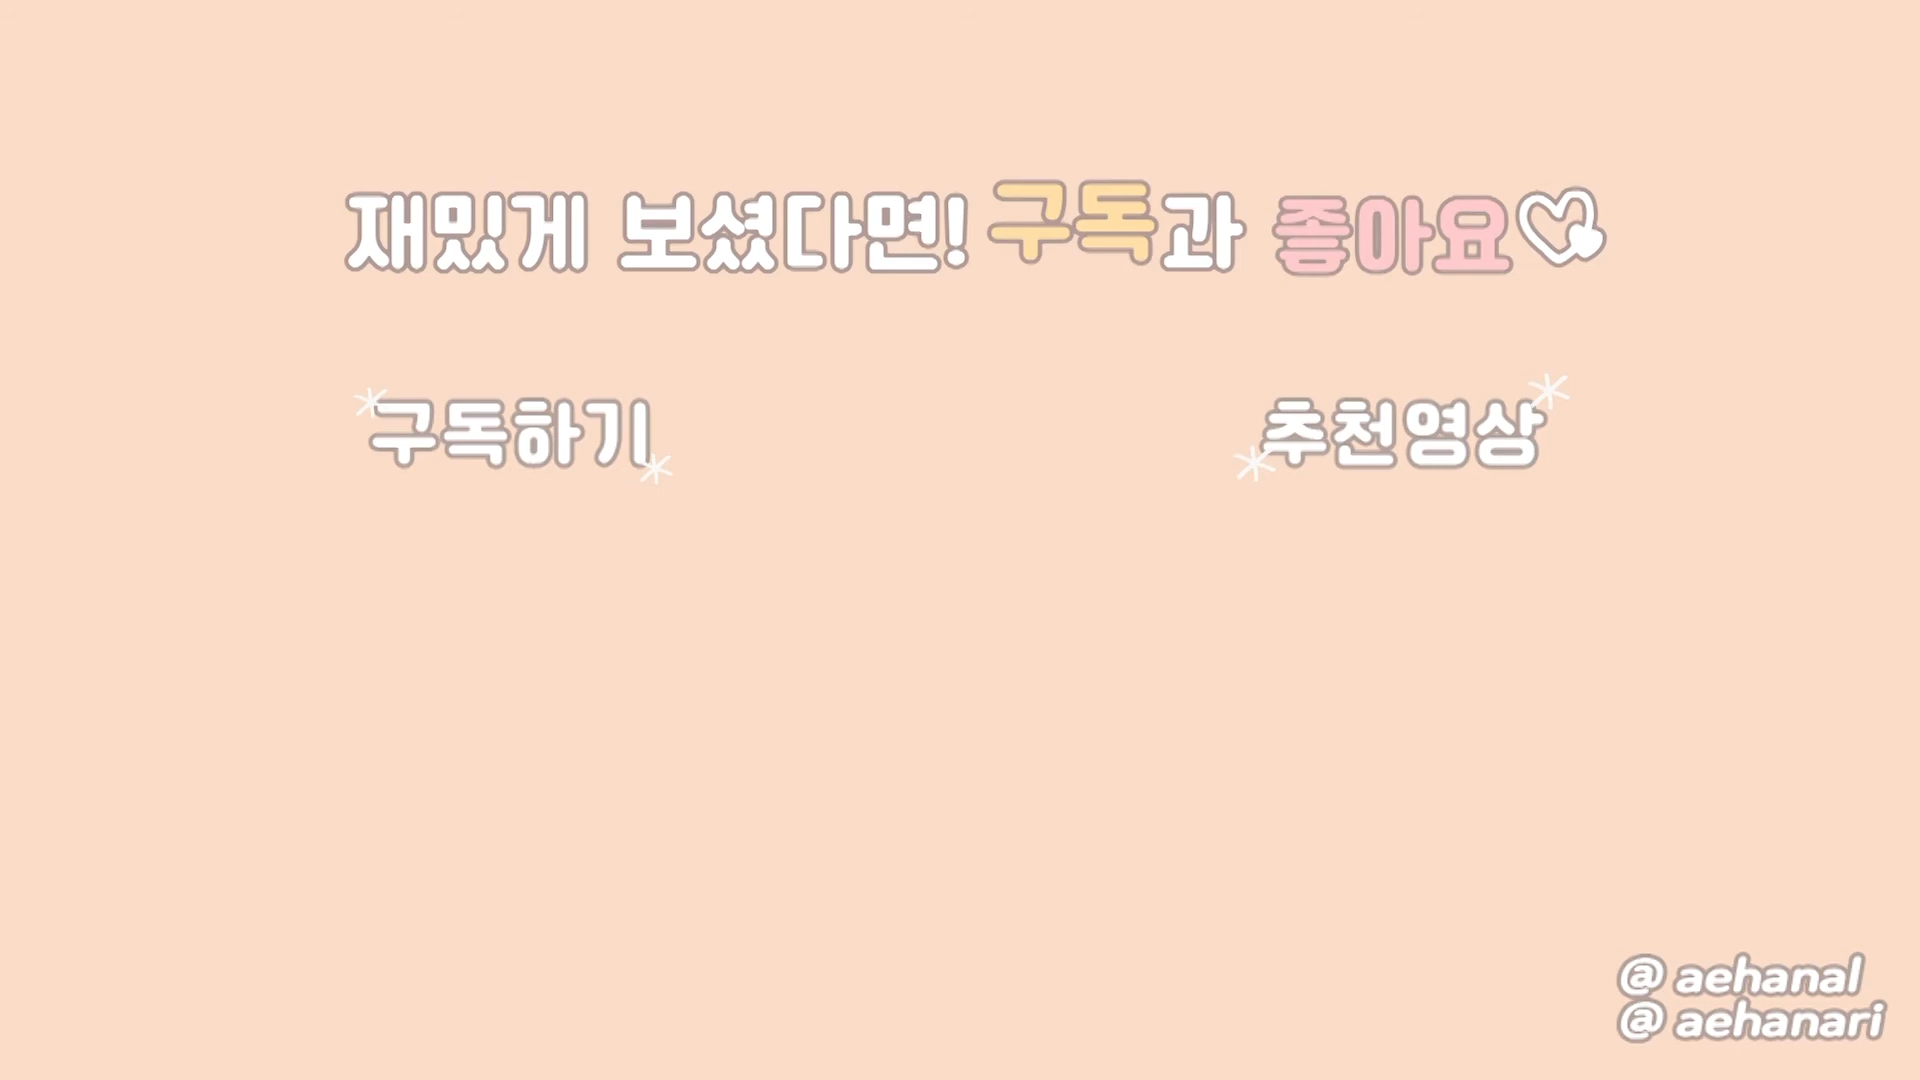 재밌게 보셨다면! 구독과 좋아요
구독하기
추천영상
@ aehanal
@ aehanari